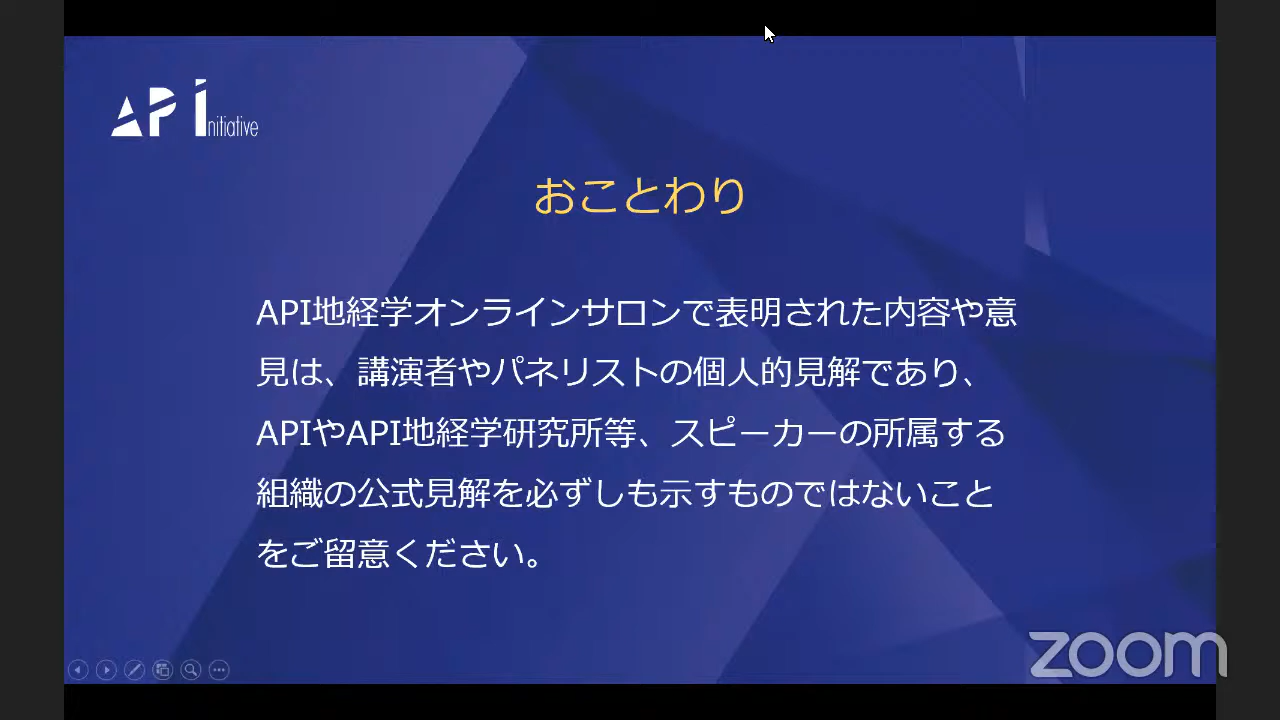 API nitiative
おことわり
API地経学オンラインサロンで表明された内容や意
見は、講演者やパネリストの個人的見解であり、
APIやAPI地経学研究所等、スピーカーの所属する
組織の公式見解を必ずしも示すものではないこと
をご留意ください。
zoom